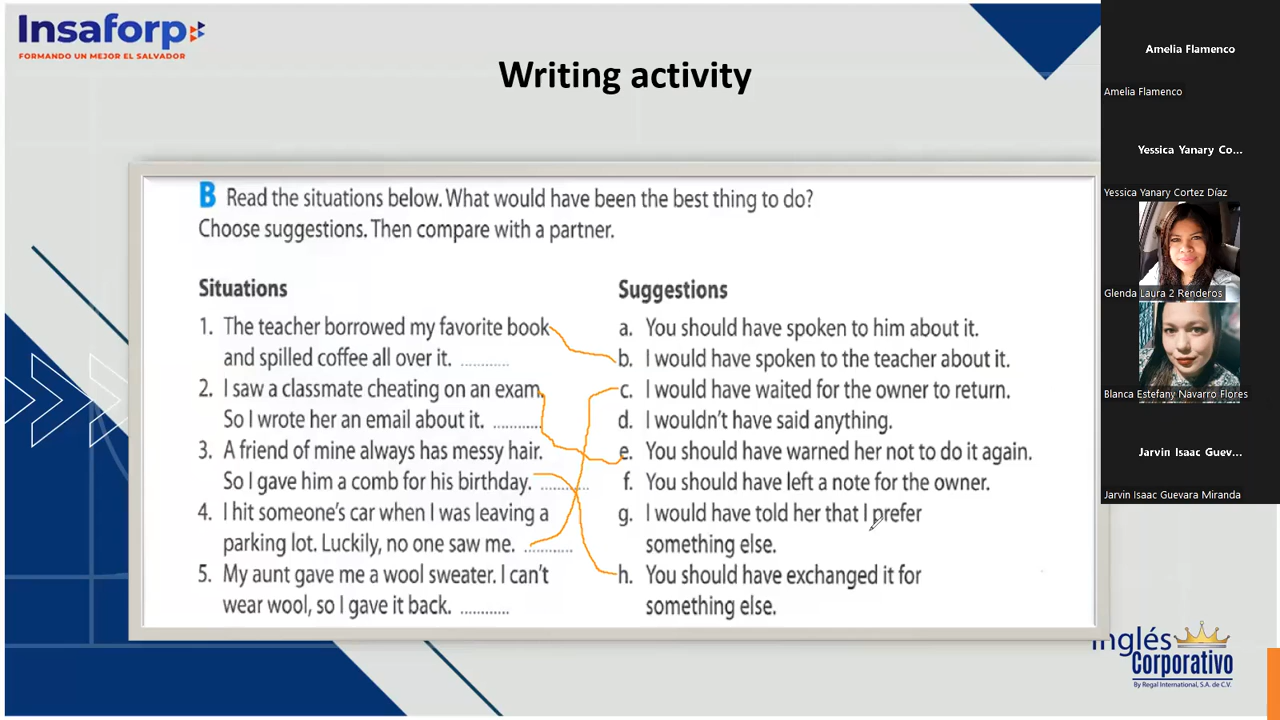 Insaforp
FORMANDO UN MEJOR EL SALVADOR
Writing activity
B Read the situations below. What would have been the best thing to do?
Choose suggestions. Then compare with a partner.
Situations
1. The teacher borrowed my favorite book
and spilled coffee all over it. ............
2. I saw a classmate cheating on an exam.
So I wrote her an email about it. ............
3. A friend of mine always has messy hair.
So I gave him a comb for his birthday. ............
4. I hit someone's car when I was leaving a
parking lot. Luckily, no one saw me. ............
5. My aunt gave me a wool sweater. I can't
wear wool, so I gave it back. ............
Suggestions
a. You should have spoken to him about it.
b. I would have spoken to the teacher about it.
c. I would have waited for the owner to return.
d. I wouldn't have said anything.
e. You should have warned her not to do it again.
f. You should have left a note for the owner.
g. I would have told her that I prefer
something else.
h. You should have exchanged it for
something else.
Inglés
Corporativo
By Regal International, S.A. de C.V.
Amelia Flamenco
Amelia Flamenco
Yessica Yanary Co...
Yessica Yanary Cortez Díaz
Glenda Laura 2 Renderos
Blanca Estefany Navarro Flores
Jarvin Isaac Guev...
Jarvin Isaac Guevara Miranda